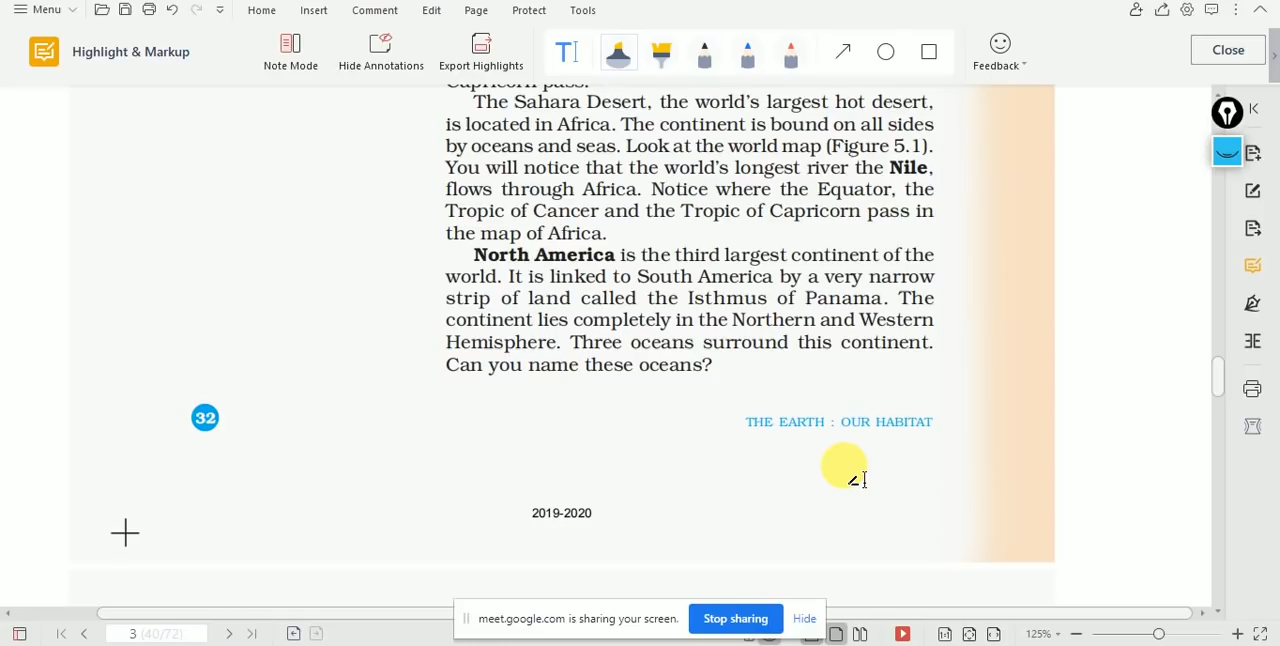 Menu
Home Insert Comment Edit Page Protect Tools
Highlight & Markup
Note Mode Hide Annotations Export Highlights
Feedback
Close
Capricorn pass.
The Sahara Desert, the world's largest hot desert,
is located in Africa. The continent is bound on all sides
by oceans and seas. Look at the world map (Figure 5.1).
You will notice that the world's longest river the Nile,
flows through Africa. Notice where the Equator, the
Tropic of Cancer and the Tropic of Capricorn pass in
the map of Africa.
North America is the third largest continent of the
world. It is linked to South America by a very narrow
strip of land called the Isthmus of Panama. The
continent lies completely in the Northern and Western
Hemisphere. Three oceans surround this continent.
Can you name these oceans?
32
THE EARTH : OUR HABITAT
2019-2020
meet.google.com is sharing your screen. Stop sharing Hide
3 (40/72)
125%